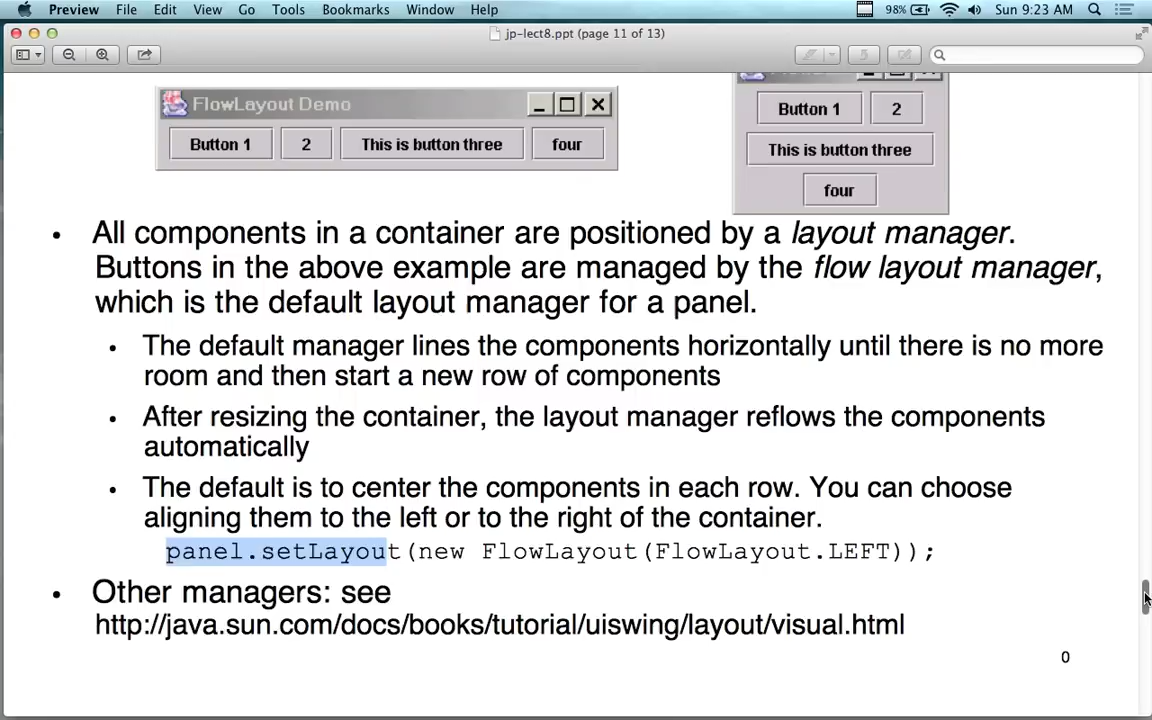 Preview File Edit View Go Tools Bookmarks Window Help 98% Sun 9:23 AM
jp-lect8.ppt (page 11 of 13)
FlowLayout Demo
Button 1 2 This is button three four
Button 1 2
This is button three
four
• All components in a container are positioned by a layout manager.
Buttons in the above example are managed by the flow layout manager,
which is the default layout manager for a panel.
• The default manager lines the components horizontally until there is no more
room and then start a new row of components
• After resizing the container, the layout manager reflows the components
automatically
• The default is to center the components in each row. You can choose
aligning them to the left or to the right of the container.
panel.setLayout(new FlowLayout(FlowLayout.LEFT));
• Other managers: see
http://java.sun.com/docs/books/tutorial/uiswing/layout/visual.html
0